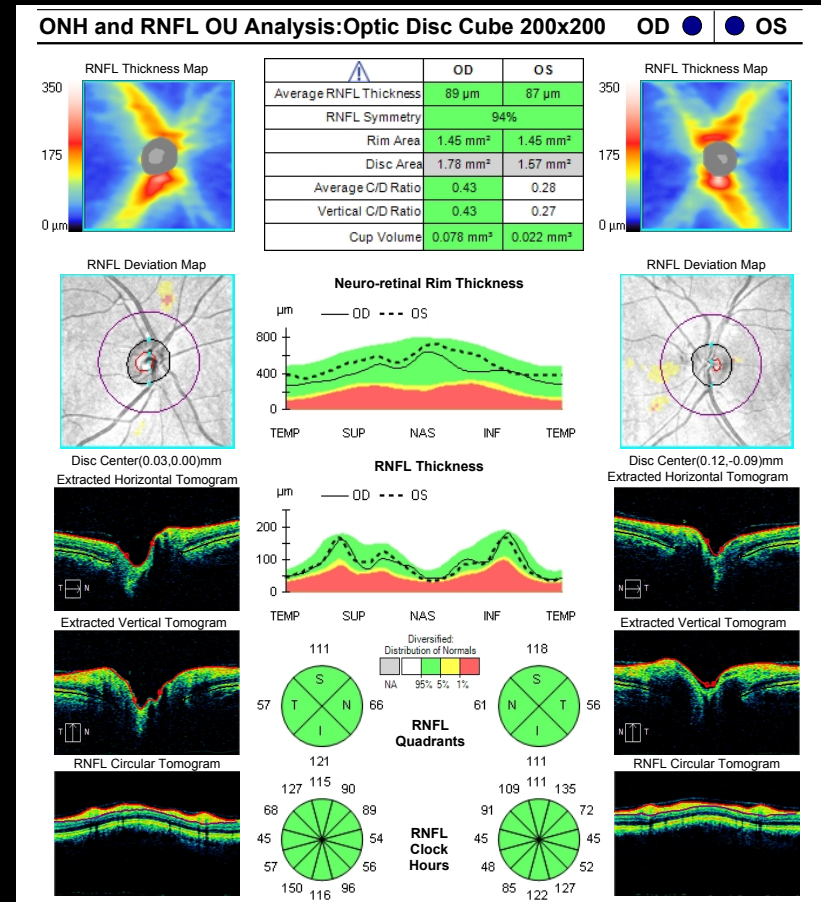 ONH and RNFL OU Analysis:Optic Disc Cube 200x200 OD OS
RNFL Thickness Map
350
175
0 µm
OD OS
Average RNFL Thickness 89 µm 87 µm
RNFL Symmetry 94%
Rim Area 1.45 mm² 1.45 mm²
Disc Area 1.78 mm² 1.57 mm²
Average C/D Ratio 0.43 0.28
Vertical C/D Ratio 0.43 0.27
Cup Volume 0.078 mm³ 0.022 mm³
RNFL Thickness Map
350
175
0 µm
RNFL Deviation Map
Disc Center(0.03,0.00)mm
Neuro-retinal Rim Thickness
µm OD OS
800
400
0
TEMP SUP NAS INF TEMP
RNFL Deviation Map
Disc Center(0.12,-0.09)mm
Extracted Horizontal Tomogram
T N
RNFL Thickness
µm OD OS
200
100
0
TEMP SUP NAS INF TEMP
Extracted Horizontal Tomogram
N T
Extracted Vertical Tomogram
T N
Diversified:
Distribution of Normals
NA 95% 5% 1%
111
S
57 T N 66
I
121
RNFL
Quadrants
118
S
61 N T 56
I
111
Extracted Vertical Tomogram
N T
RNFL Circular Tomogram
127 115 90
68 89
45 54
57 56
150 116 96
RNFL
Clock
Hours
109 111 135
91 72
45 45
48 52
85 122 127
RNFL Circular Tomogram